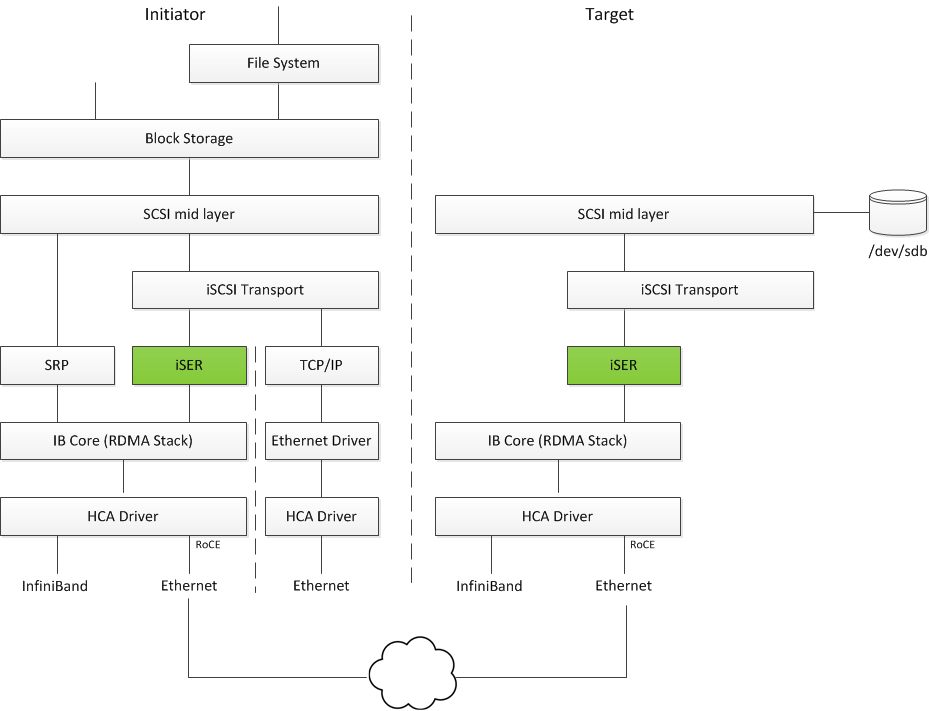 Initiator
Target
File System
Block Storage
SCSI mid layer
SCSI mid layer
/dev/sdb
iSCSI Transport
iSCSI Transport
SRP
iSER
TCP/IP
iSER
IB Core (RDMA Stack)
Ethernet Driver
IB Core (RDMA Stack)
HCA Driver
HCA Driver
HCA Driver
RoCE
RoCE
InfiniBand
Ethernet
Ethernet
InfiniBand
Ethernet